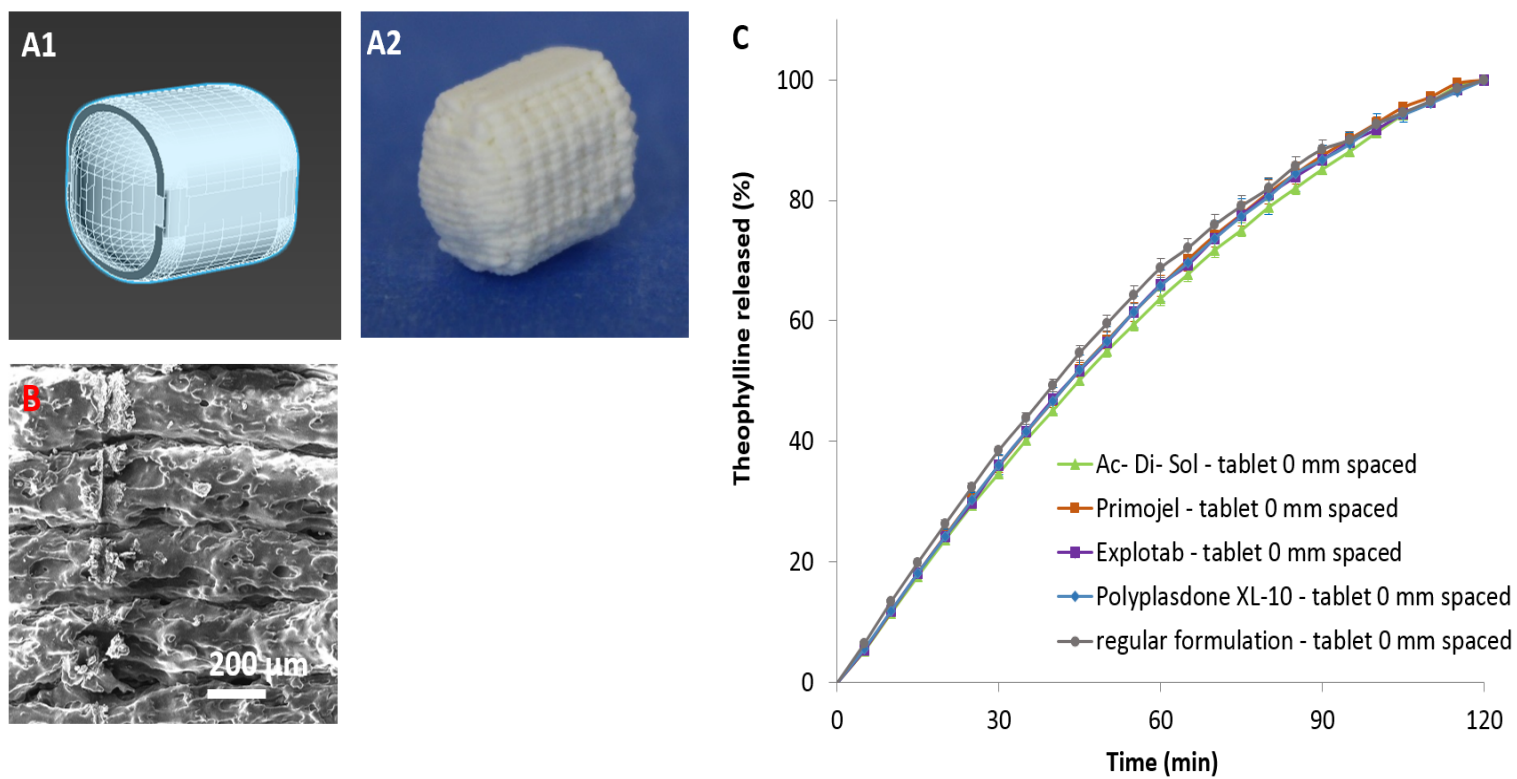 A1
A2
B
200 µm
C
Theophylline released (%)
100
80
60
40
20
0
Ac- Di- Sol - tablet 0 mm spaced
Primojel - tablet 0 mm spaced
Explotab - tablet 0 mm spaced
Polyplasdone XL-10 - tablet 0 mm spaced
regular formulation - tablet 0 mm spaced
0 30 60 90 120
Time (min)